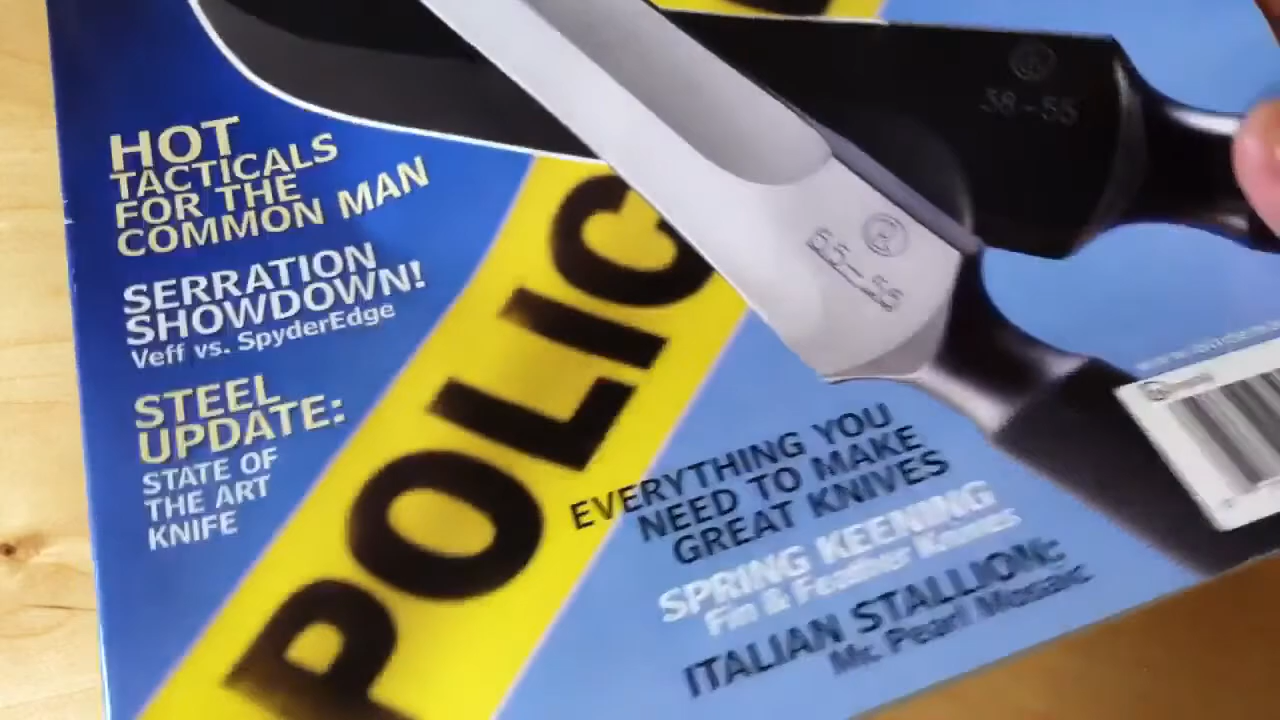 HOT
TACTICALS
FOR THE
COMMON MAN
SERRATION
SHOWDOWN!
Veff vs. SpyderEdge
STEEL
UPDATE:
STATE OF
THE ART
KNIFE
POLIC
58-55
EVERYTHING YOU
NEED TO MAKE
GREAT KNIVES
SPRING KEENING
Fin & Feather Knives
ITALIAN STALLION:
Mr. Pearl Mosaic